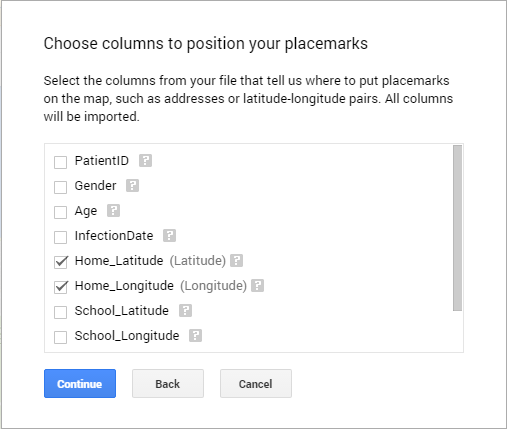 Choose columns to position your placemarks
Select the columns from your file that tell us where to put placemarks
on the map, such as addresses or latitude-longitude pairs. All columns
will be imported.
PatientID ?
Gender ?
Age ?
InfectionDate ?
Home_Latitude (Latitude) ?
Home_Longitude (Longitude) ?
School_Latitude ?
School_Longitude ?
Continue Back Cancel